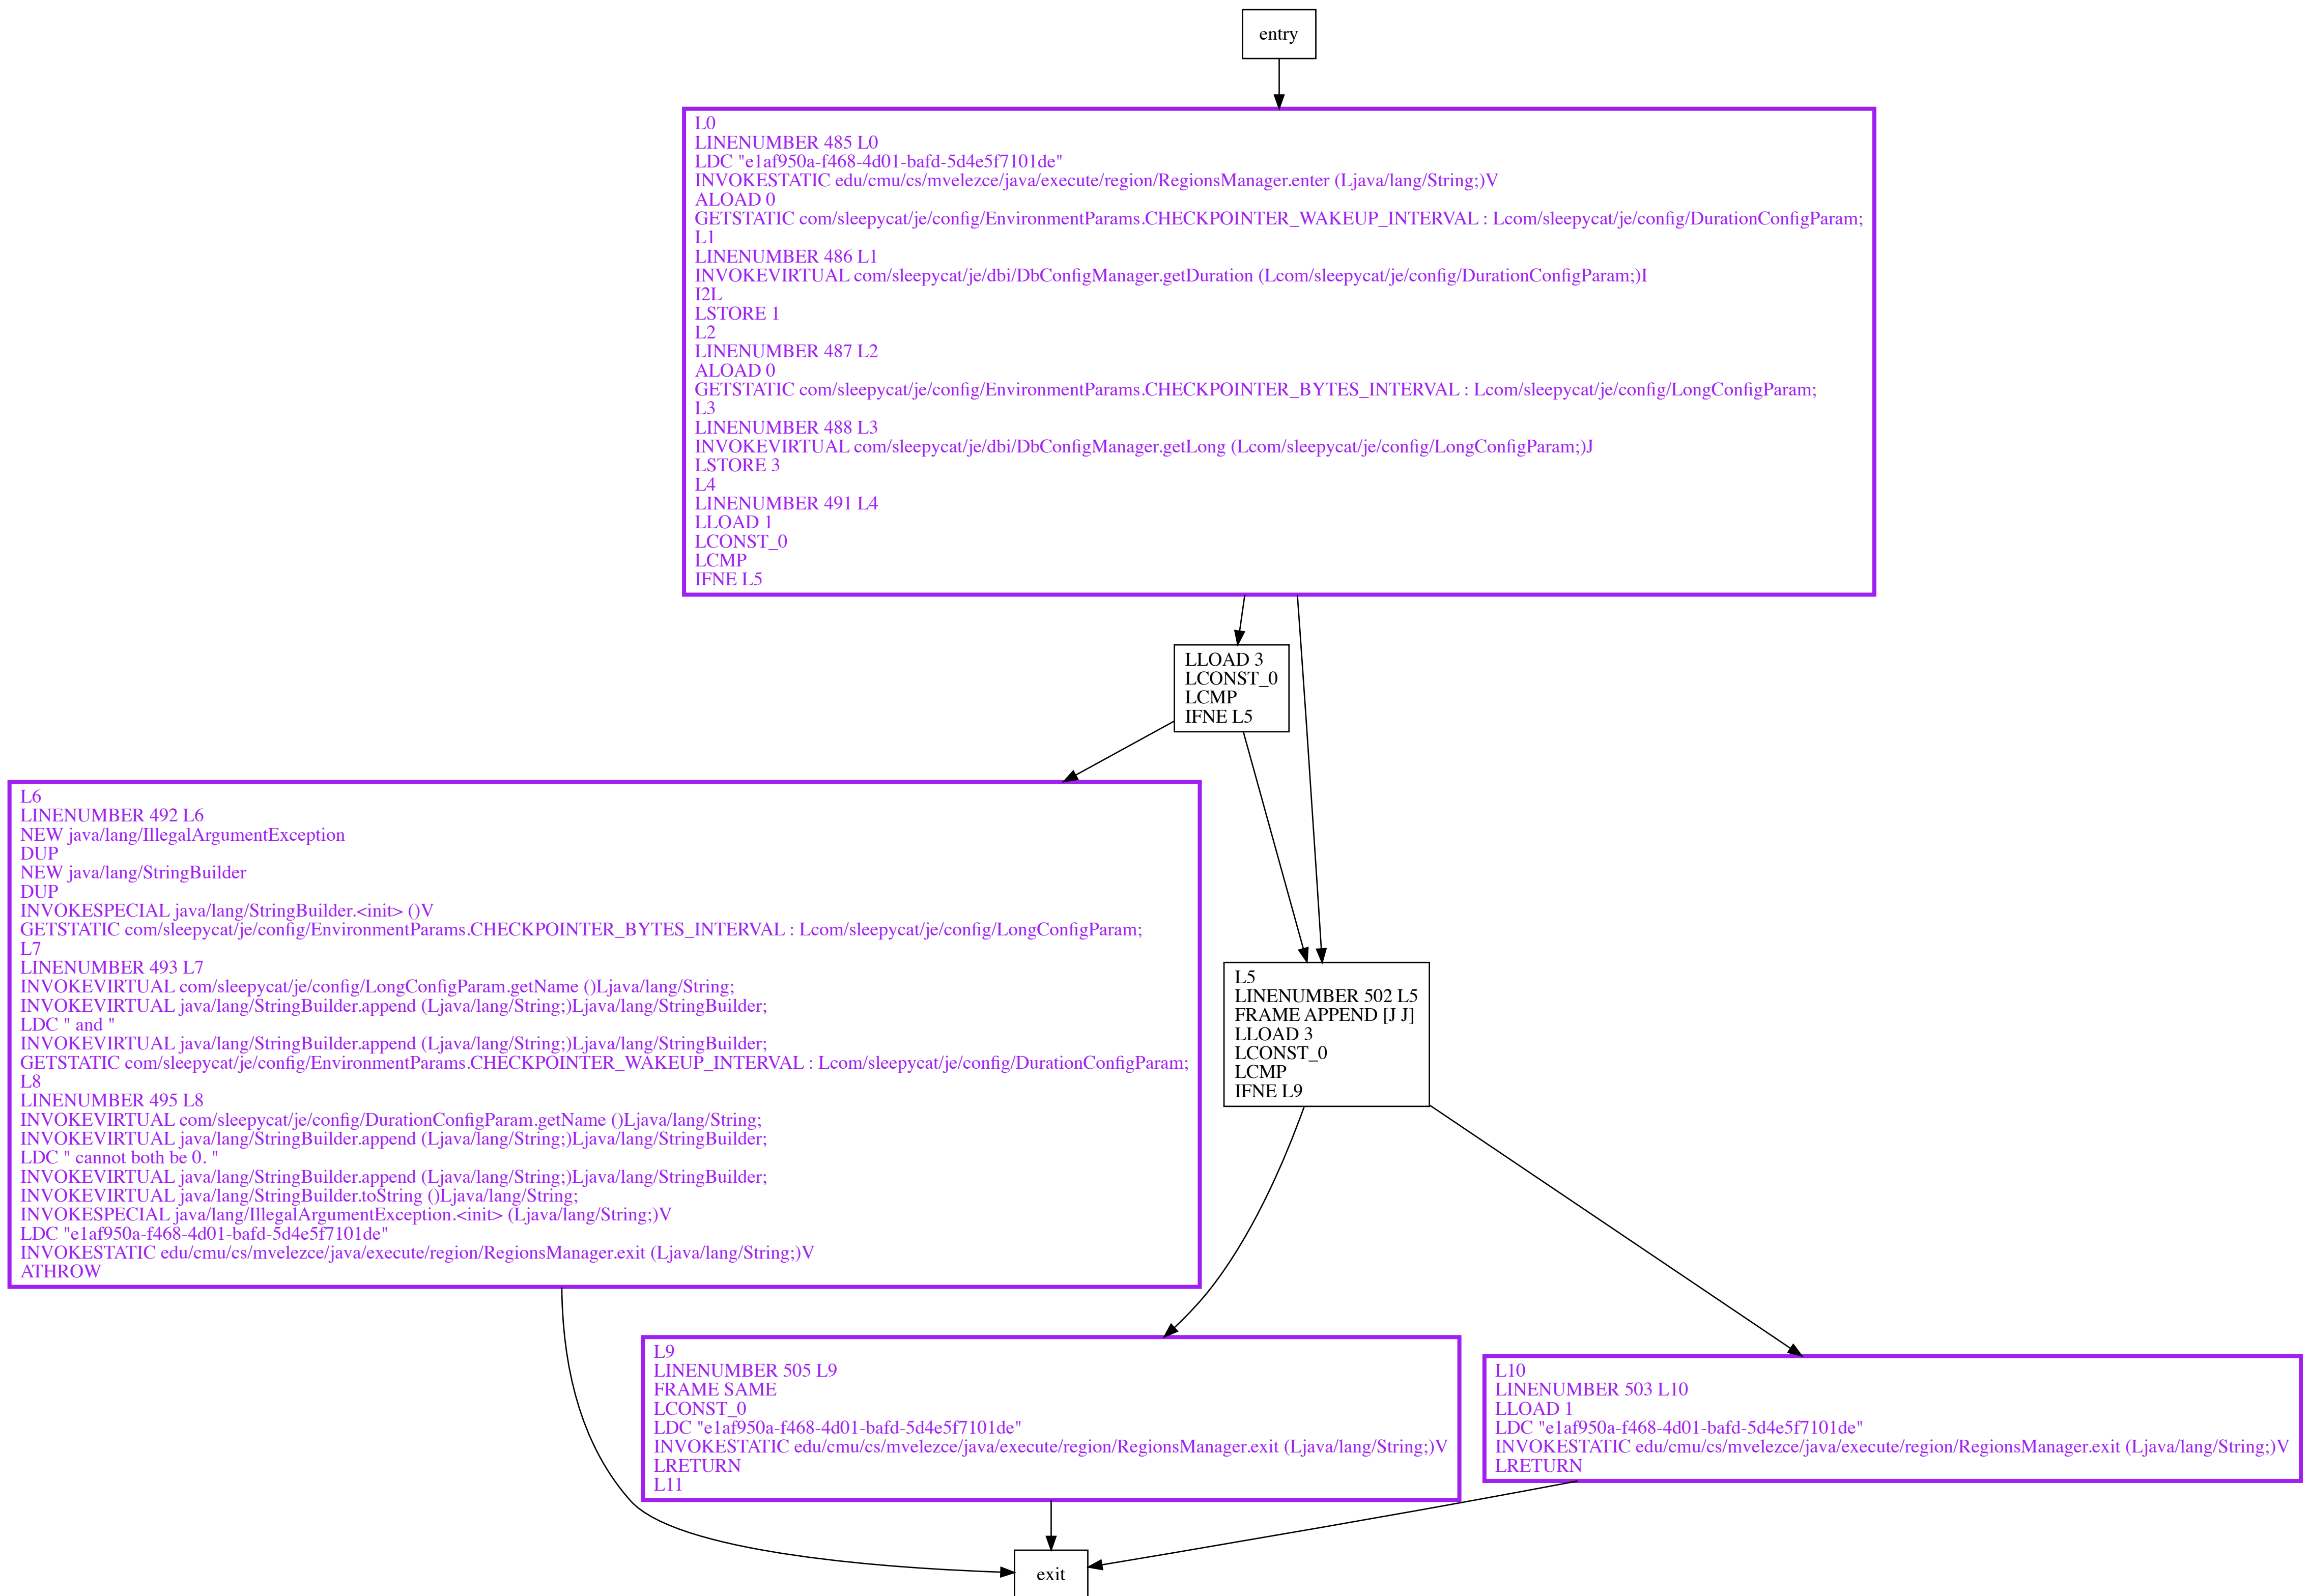 entry
L0
LINENUMBER 485 L0
LDC "e1af950a-f468-4d01-bafd-5d4e5f7101de"
INVOKESTATIC edu/cmu/cs/mvelezce/java/execute/region/RegionsManager.enter (Ljava/lang/String;)V
ALOAD 0
GETSTATIC com/sleepycat/je/config/EnvironmentParams.CHECKPOINTER_WAKEUP_INTERVAL : Lcom/sleepycat/je/config/DurationConfigParam;
L1
LINENUMBER 486 L1
INVOKEVIRTUAL com/sleepycat/je/dbi/DbConfigManager.getDuration (Lcom/sleepycat/je/config/DurationConfigParam;)I
I2L
LSTORE 1
L2
LINENUMBER 487 L2
ALOAD 0
GETSTATIC com/sleepycat/je/config/EnvironmentParams.CHECKPOINTER_BYTES_INTERVAL : Lcom/sleepycat/je/config/LongConfigParam;
L3
LINENUMBER 488 L3
INVOKEVIRTUAL com/sleepycat/je/dbi/DbConfigManager.getLong (Lcom/sleepycat/je/config/LongConfigParam;)J
LSTORE 3
L4
LINENUMBER 491 L4
LLOAD 1
LCONST_0
LCMP
IFNE L5
LLOAD 3
LCONST_0
LCMP
IFNE L5
L6
LINENUMBER 492 L6
NEW java/lang/IllegalArgumentException
DUP
NEW java/lang/StringBuilder
DUP
INVOKESPECIAL java/lang/StringBuilder.<init> ()V
GETSTATIC com/sleepycat/je/config/EnvironmentParams.CHECKPOINTER_BYTES_INTERVAL : Lcom/sleepycat/je/config/LongConfigParam;
L7
LINENUMBER 493 L7
INVOKEVIRTUAL com/sleepycat/je/config/LongConfigParam.getName ()Ljava/lang/String;
INVOKEVIRTUAL java/lang/StringBuilder.append (Ljava/lang/String;)Ljava/lang/StringBuilder;
LDC " and "
INVOKEVIRTUAL java/lang/StringBuilder.append (Ljava/lang/String;)Ljava/lang/StringBuilder;
GETSTATIC com/sleepycat/je/config/EnvironmentParams.CHECKPOINTER_WAKEUP_INTERVAL : Lcom/sleepycat/je/config/DurationConfigParam;
L8
LINENUMBER 495 L8
INVOKEVIRTUAL com/sleepycat/je/config/DurationConfigParam.getName ()Ljava/lang/String;
INVOKEVIRTUAL java/lang/StringBuilder.append (Ljava/lang/String;)Ljava/lang/StringBuilder;
LDC " cannot both be 0. "
INVOKEVIRTUAL java/lang/StringBuilder.append (Ljava/lang/String;)Ljava/lang/StringBuilder;
INVOKEVIRTUAL java/lang/StringBuilder.toString ()Ljava/lang/String;
INVOKESPECIAL java/lang/IllegalArgumentException.<init> (Ljava/lang/String;)V
LDC "e1af950a-f468-4d01-bafd-5d4e5f7101de"
INVOKESTATIC edu/cmu/cs/mvelezce/java/execute/region/RegionsManager.exit (Ljava/lang/String;)V
ATHROW
L5
LINENUMBER 502 L5
FRAME APPEND [J J]
LLOAD 3
LCONST_0
LCMP
IFNE L9
L9
LINENUMBER 505 L9
FRAME SAME
LCONST_0
LDC "e1af950a-f468-4d01-bafd-5d4e5f7101de"
INVOKESTATIC edu/cmu/cs/mvelezce/java/execute/region/RegionsManager.exit (Ljava/lang/String;)V
LRETURN
L11
L10
LINENUMBER 503 L10
LLOAD 1
LDC "e1af950a-f468-4d01-bafd-5d4e5f7101de"
INVOKESTATIC edu/cmu/cs/mvelezce/java/execute/region/RegionsManager.exit (Ljava/lang/String;)V
LRETURN
exit